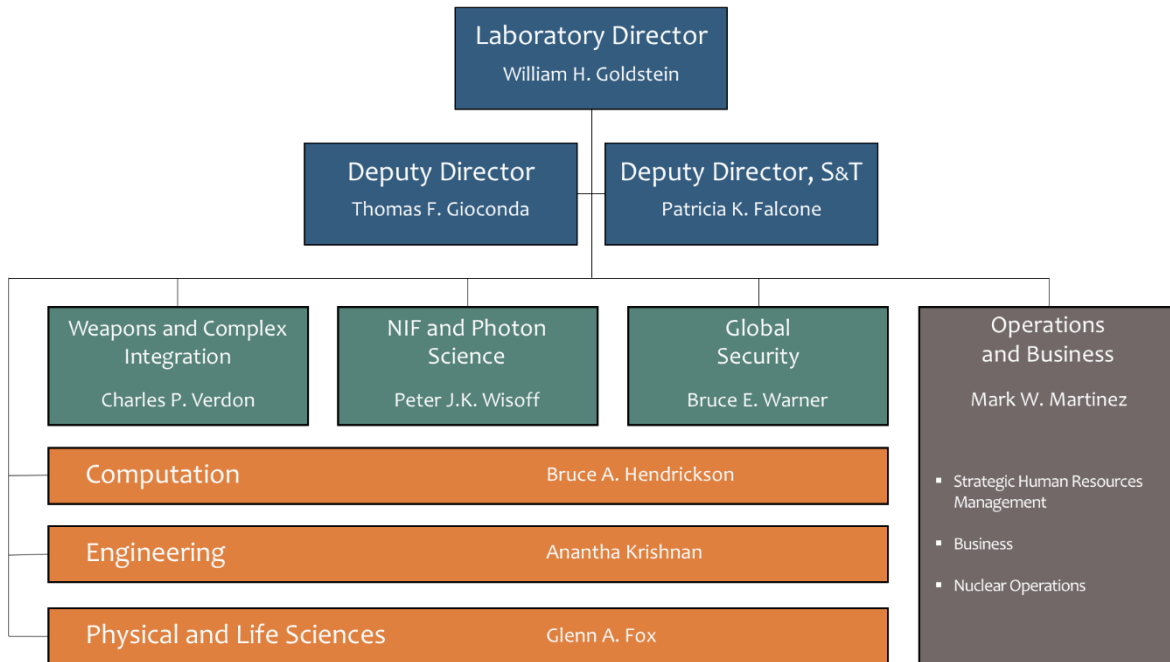 Laboratory Director
William H. Goldstein
Deputy Director
Thomas F. Gioconda
Deputy Director, S&T
Patricia K. Falcone
Weapons and Complex
Integration
Charles P. Verdon
NIF and Photon
Science
Peter J.K. Wisoff
Global
Security
Bruce E. Warner
Operations
and Business
Mark W. Martinez
▪ Strategic Human Resources
Management
▪ Business
▪ Nuclear Operations
Computation
Bruce A. Hendrickson
Engineering
Anantha Krishnan
Physical and Life Sciences
Glenn A. Fox